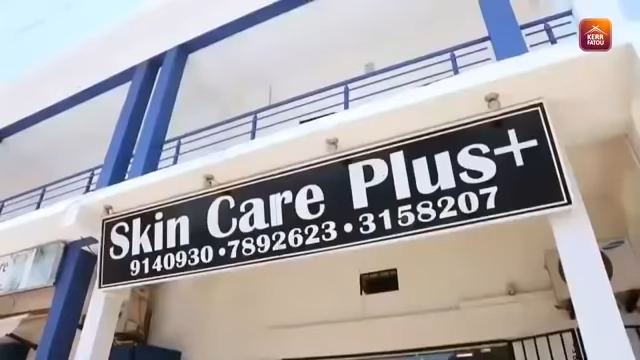 KERR
FATOU
Skin Care Plus+
9140930 • 7892623 • 3158207